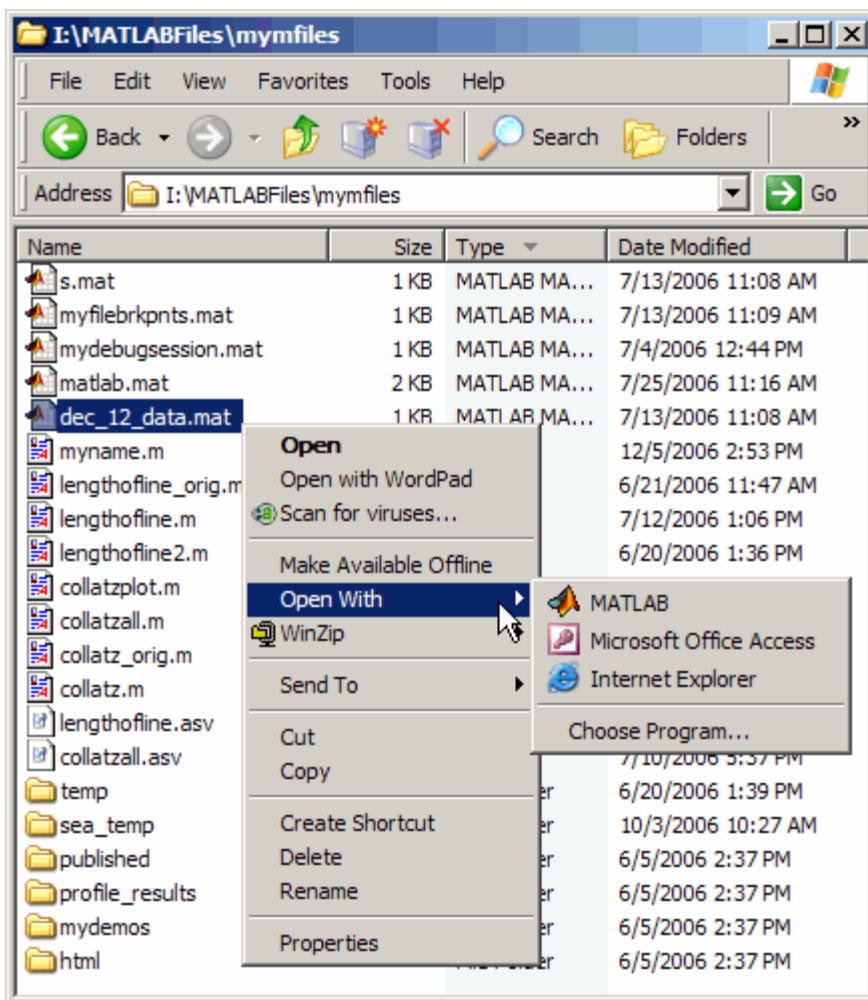 I:\MATLABFiles\mymfiles
File Edit View Favorites Tools Help
Back Search Folders »
Address I:\MATLABFiles\mymfiles Go
Name Size Type Date Modified
s.mat 1 KB MATLAB MA... 7/13/2006 11:08 AM
myfilebrkpnts.mat 1 KB MATLAB MA... 7/13/2006 11:09 AM
mydebugsession.mat 1 KB MATLAB MA... 7/4/2006 12:44 PM
matlab.mat 2 KB MATLAB MA... 7/25/2006 11:16 AM
dec_12_data.mat 1 KB MATLAB MA... 7/13/2006 11:08 AM
myname.m 12/5/2006 2:53 PM
lengthofline_orig.m 6/21/2006 11:47 AM
lengthofline.m 7/12/2006 1:06 PM
lengthofline2.m 6/20/2006 1:36 PM
collatzplot.m
collatzall.m
collatz_orig.m
collatz.m
lengthofline.asv
collatzall.asv 7/10/2006 5:37 PM
temp 6/20/2006 1:39 PM
sea_temp 10/3/2006 10:27 AM
published 6/5/2006 2:37 PM
profile_results 6/5/2006 2:37 PM
mydemos 6/5/2006 2:37 PM
html 6/5/2006 2:37 PM
Open
Open with WordPad
Scan for viruses...
Make Available Offline
Open With
WinZip
Send To
Cut
Copy
Create Shortcut
Delete
Rename
Properties
MATLAB
Microsoft Office Access
Internet Explorer
Choose Program...